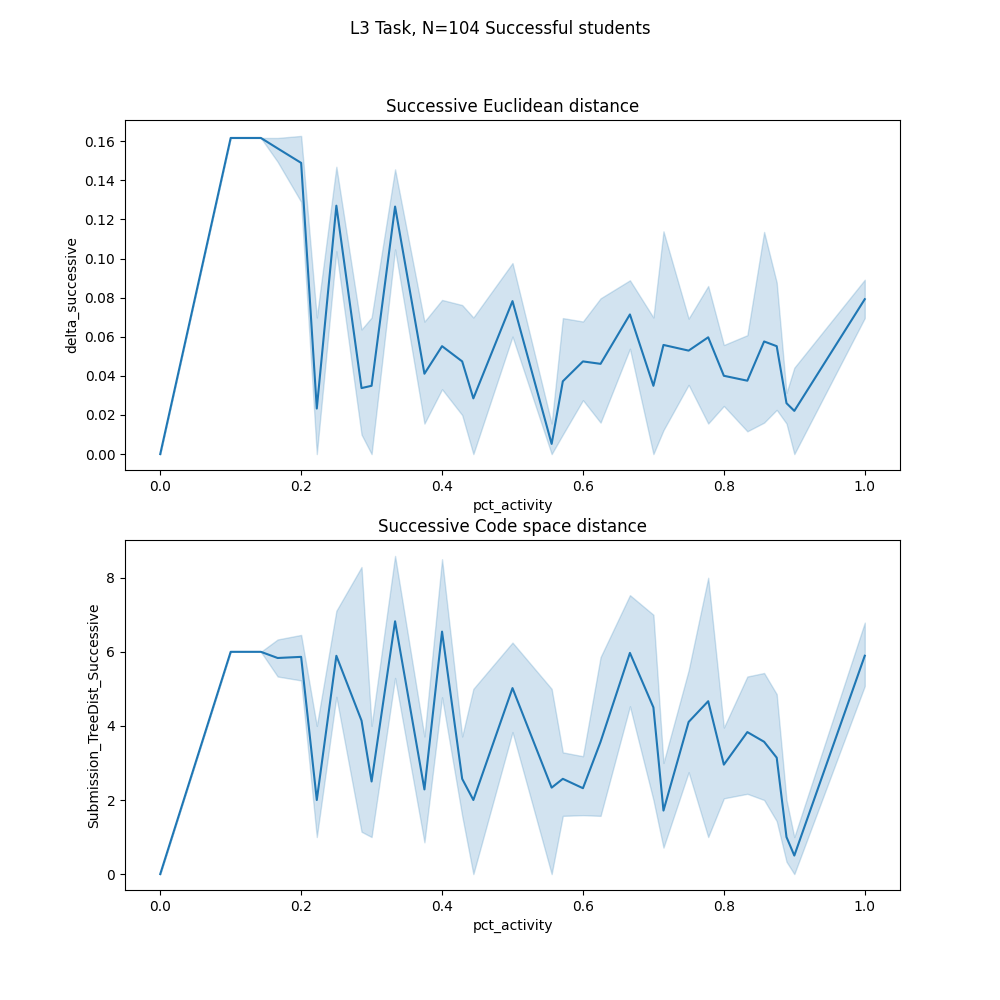 L3 Task, N=104 Successful students
Successive Euclidean distance
0.16
0.14
0.12
0.10
0.08
0.06
0.04
0.02
0.00
delta_successive
0.0 0.2 0.4 0.6 0.8 1.0
pct_activity
Successive Code space distance
8
6
4
2
0
Submission_TreeDist_Successive
0.0 0.2 0.4 0.6 0.8 1.0
pct_activity